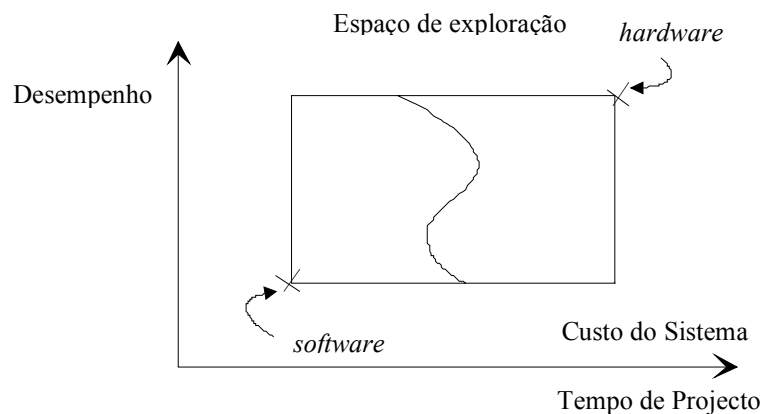 Espaço de exploração
hardware
Desempenho
software
Custo do Sistema
Tempo de Projecto